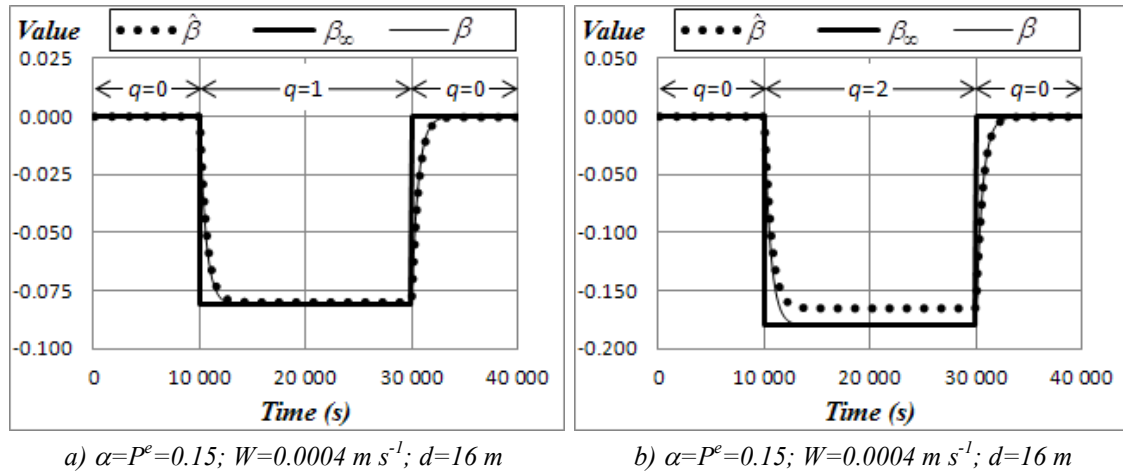 Value
β̂ β∞ β
0.025
0.000
-0.025
-0.050
-0.075
-0.100
q=0 q=1 q=0
0 10 000 20 000 30 000 40 000
Time (s)
a) α=Pᵉ=0.15; W=0.0004 m s⁻¹; d=16 m
Value
β̂ β∞ β
0.050
0.000
-0.050
-0.100
-0.150
-0.200
q=0 q=2 q=0
0 10 000 20 000 30 000 40 000
Time (s)
b) α=Pᵉ=0.15; W=0.0004 m s⁻¹; d=16 m